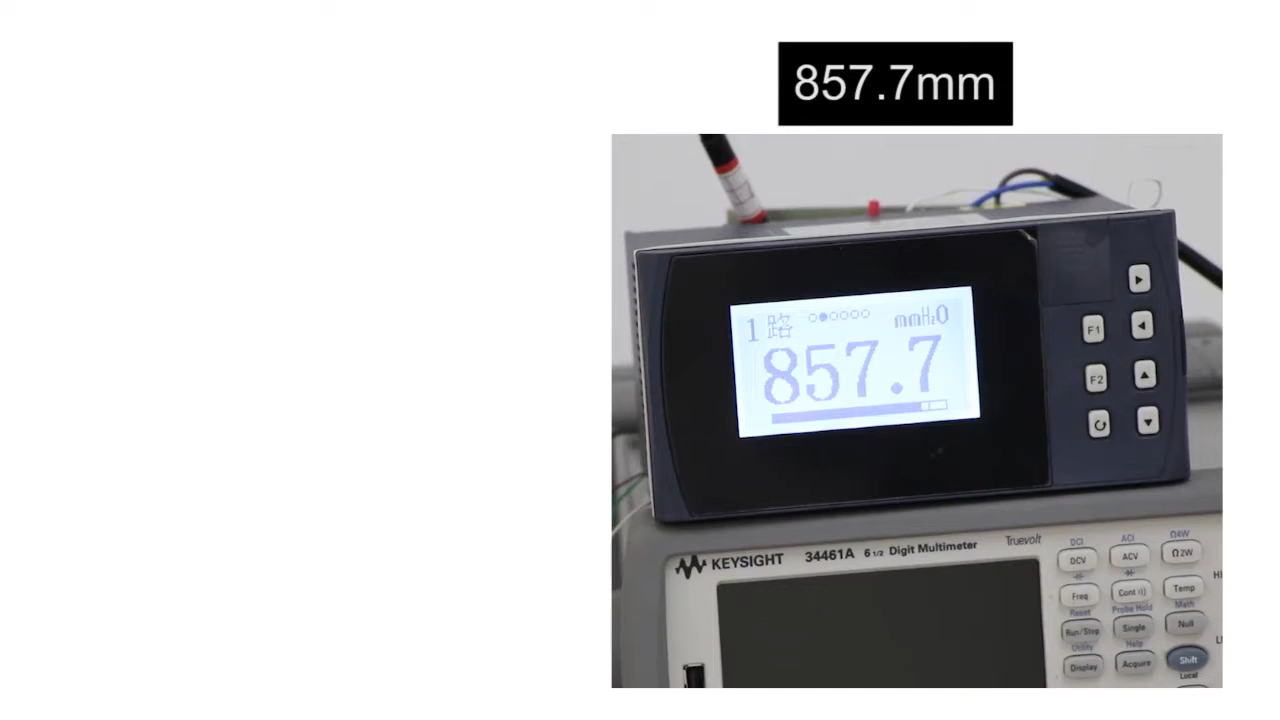 857.7mm
1路 mmH₂O
857.7
F1
F2
KEYSIGHT 34461A 6 1/2 Digit Multimeter Truevolt
DCI ACI Ω4W
DCV ACV Ω2W
Freq Cont Temp
Reset Probe Hold Math
Run/Stop Single Null
Utility Help
Display Acquire Shift
Local